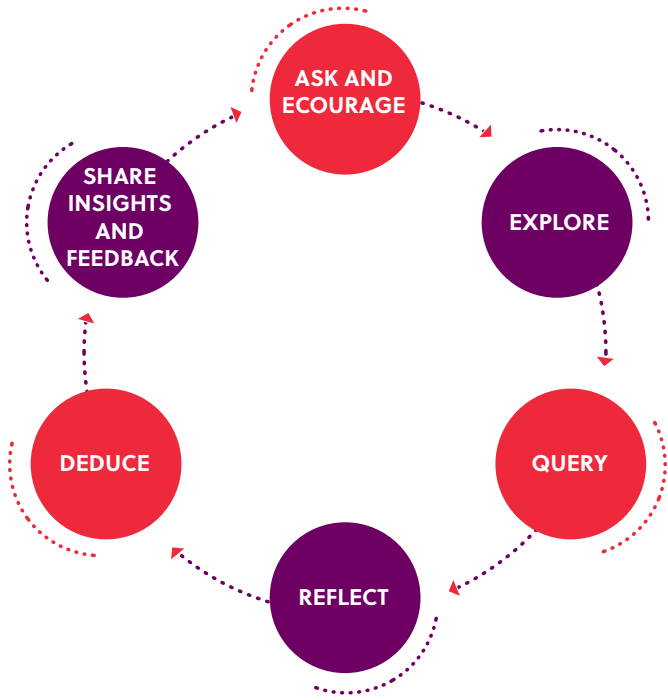 ASK AND
ECOURAGE
EXPLORE
QUERY
REFLECT
DEDUCE
SHARE
INSIGHTS
AND
FEEDBACK